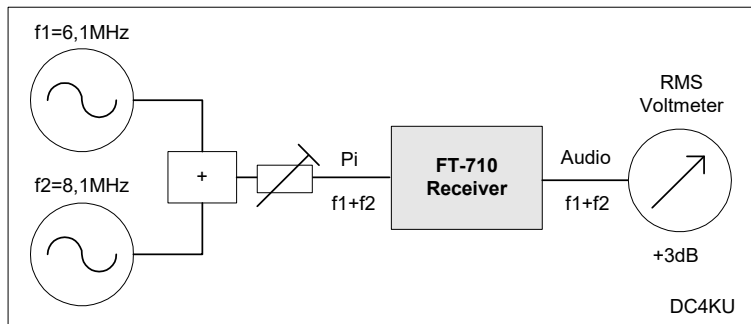 f1=6,1MHz
f2=8,1MHz
+
Pi
f1+f2
FT-710
Receiver
Audio
f1+f2
RMS
Voltmeter
+3dB
DC4KU